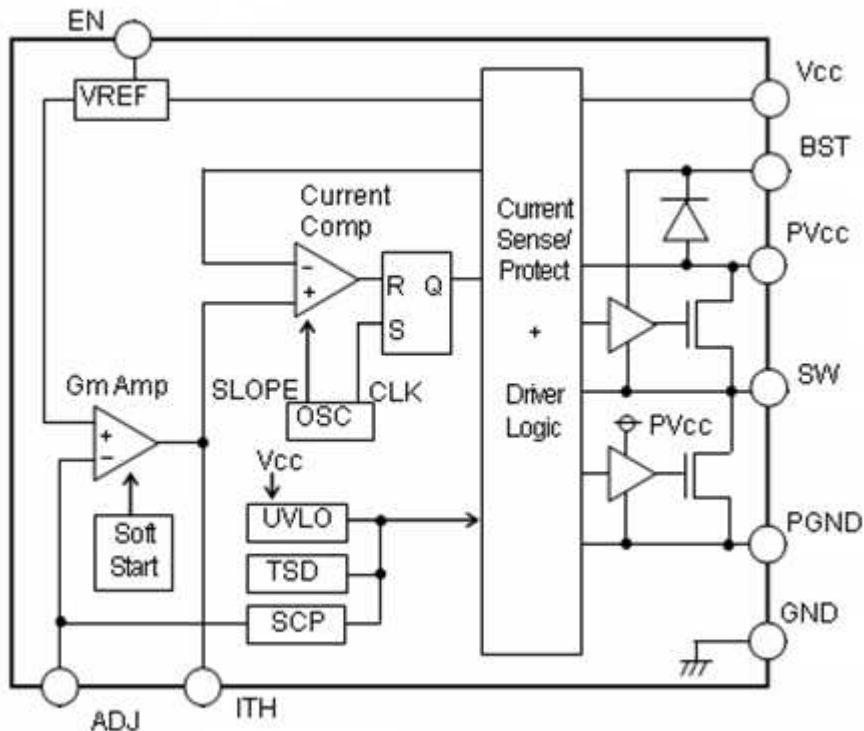 EN
VREF
Vcc
BST
Current
Comp
Current
Sense/
Protect
+
Driver
Logic
PVcc
−
+
R Q
S
Gm Amp
SLOPE
CLK
OSC
SW
PVcc
+
−
Vcc
UVLO
Soft
Start
TSD
SCP
PGND
GND
ADJ
ITH